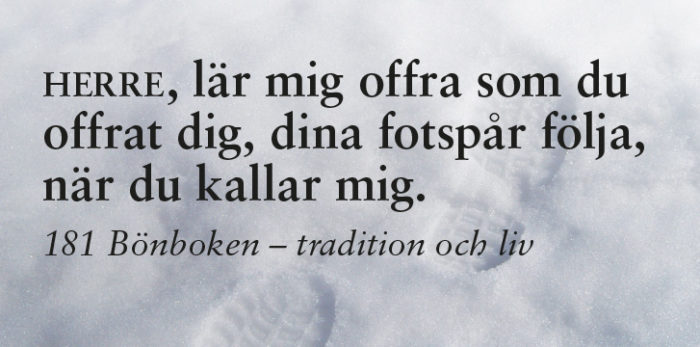 HERRE, lär mig offra som du
offrat dig, dina fotspår följa,
när du kallar mig.
181 Bönboken – tradition och liv